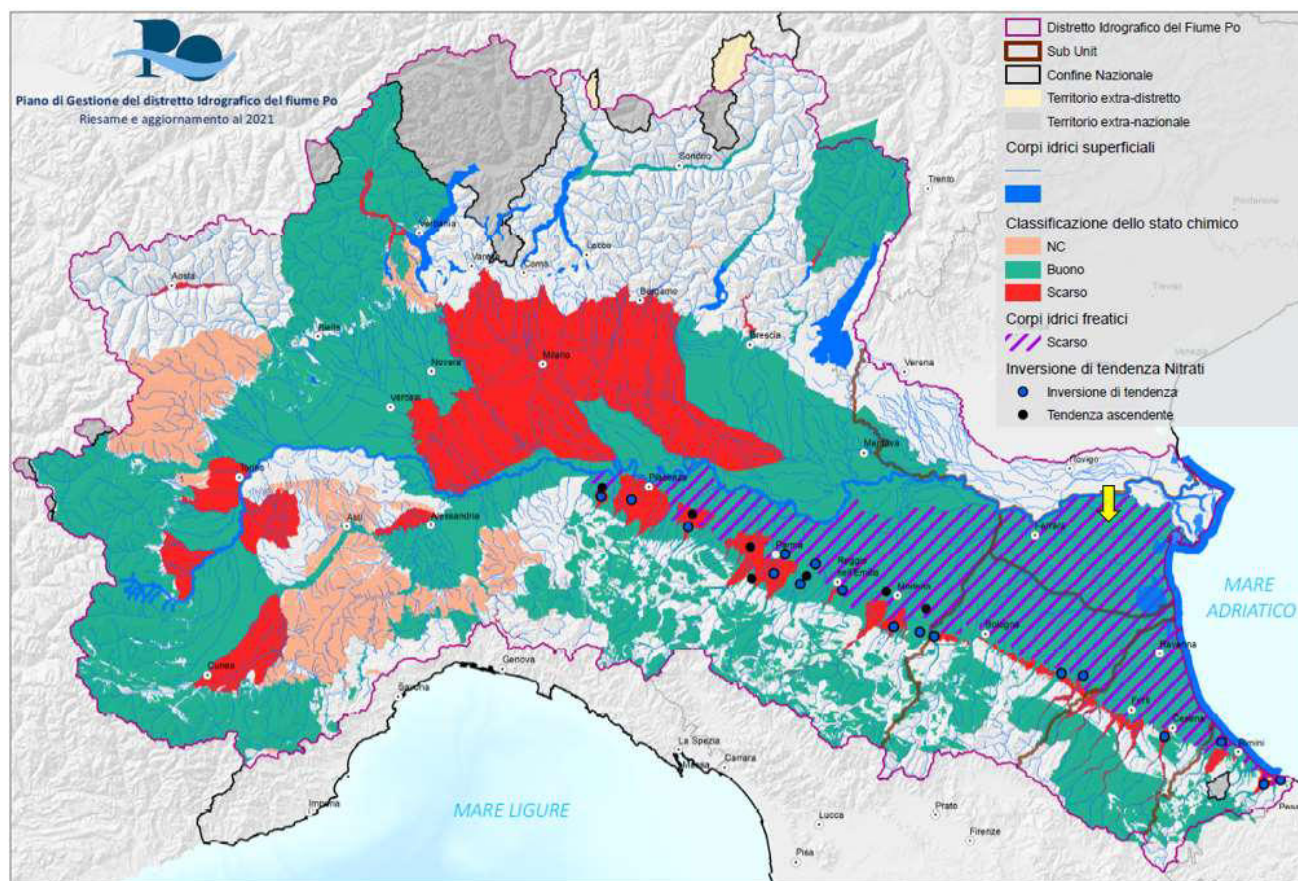 PO
Piano di Gestione del distretto Idrografico del fiume Po
Riesame e aggiornamento al 2021
Distretto Idrografico del Fiume Po
Sub Unit
Confine Nazionale
Territorio extra-distretto
Territorio extra-nazionale
Corpi idrici superficiali
Classificazione dello stato chimico
NC
Buono
Scarso
Corpi idrici freatici
Scarso
Inversione di tendenza Nitrati
Inversione di tendenza
Tendenza ascendente
Sondrio
Trento
Verbania
Lecco
Varese
Como
Aosta
Bergamo
Biella
Brescia
Verona
Novara
Milano
Vercelli
Mantova
Rovigo
Torino
Piacenza
Asti
Alessandria
Ferrara
Parma
Reggio
nell'Emilia
Modena
Bologna
MARE
ADRIATICO
Ravenna
Cuneo
Genova
Savona
Forlì
Cesena
Rimini
La Spezia
Massa
Carrara
Imperia
MARE LIGURE
Prato
Lucca
Firenze
Pisa